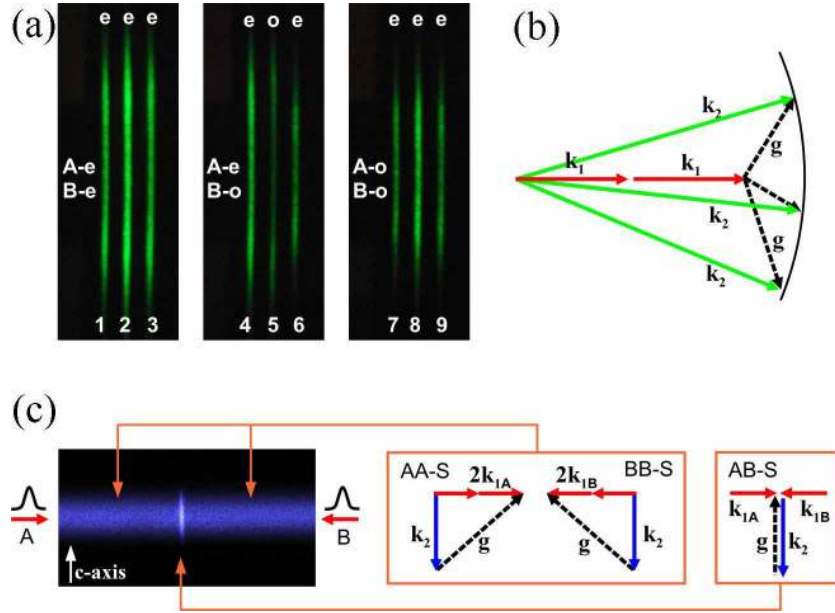 (a)
e e e
A-e
B-e
1 2 3
e o e
A-e
B-o
4 5 6
e e e
A-o
B-o
7 8 9
(b)
k2
g
k1 k1
k2
g
k2
(c)
A
c-axis
B
AA-S 2k1A 2k1B BB-S
k2 g g k2
AB-S
k1A k1B
g k2